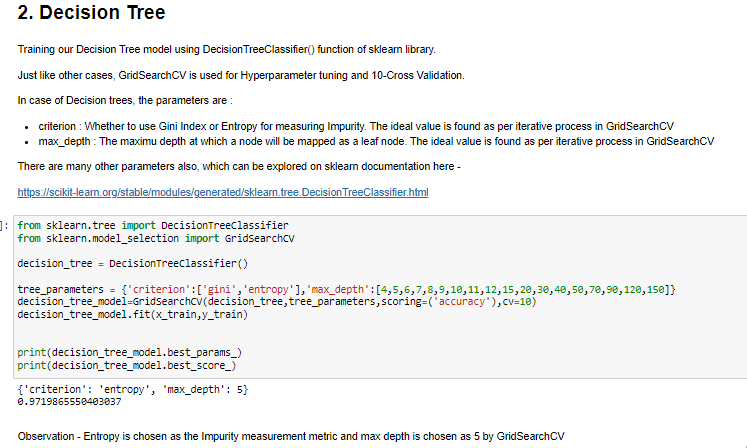 2. Decision Tree
Training our Decision Tree model using DecisionTreeClassifier() function of sklearn library.
Just like other cases, GridSearchCV is used for Hyperparameter tuning and 10-Cross Validation.
In case of Decision trees, the parameters are :
• criterion : Whether to use Gini Index or Entropy for measuring Impurity. The ideal value is found as per iterative process in GridSearchCV
• max_depth : The maximu depth at which a node will be mapped as a leaf node. The ideal value is found as per iterative process in GridSearchCV
There are many other parameters also, which can be explored on sklearn documentation here -
https://scikit-learn.org/stable/modules/generated/sklearn.tree.DecisionTreeClassifier.html
]: from sklearn.tree import DecisionTreeClassifier
from sklearn.model_selection import GridSearchCV
decision_tree = DecisionTreeClassifier()
tree_parameters = {'criterion':['gini','entropy'],'max_depth':[4,5,6,7,8,9,10,11,12,15,20,30,40,50,70,90,120,150]}
decision_tree_model=GridSearchCV(decision_tree,tree_parameters,scoring=('accuracy'),cv=10)
decision_tree_model.fit(x_train,y_train)
print(decision_tree_model.best_params_)
print(decision_tree_model.best_score_)
{'criterion': 'entropy', 'max_depth': 5}
0.9719865550403037
Observation - Entropy is chosen as the Impurity measurement metric and max depth is chosen as 5 by GridSearchCV